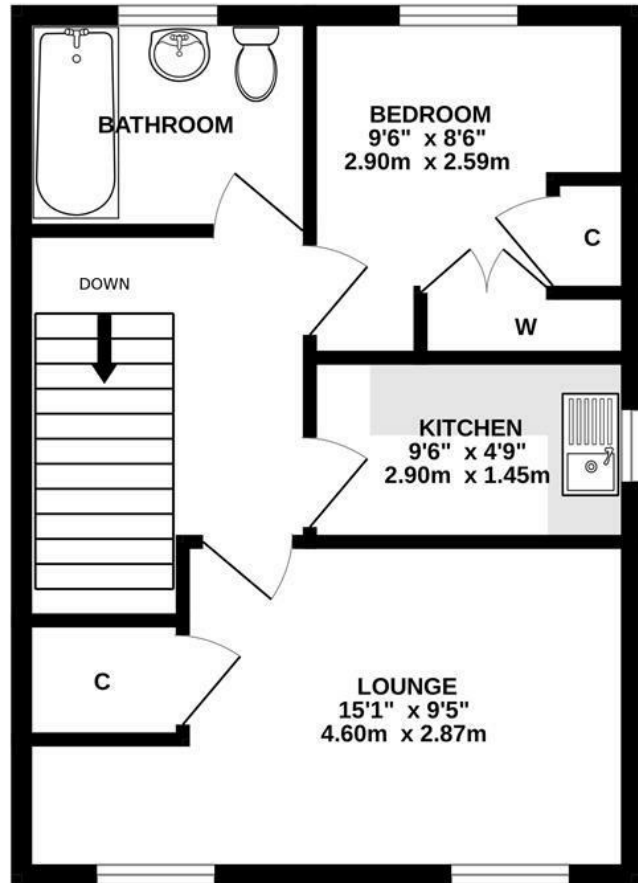 BATHROOM
BEDROOM
9'6" x 8'6"
2.90m x 2.59m
C
DOWN
W
KITCHEN
9'6" x 4'9"
2.90m x 1.45m
C
LOUNGE
15'1" x 9'5"
4.60m x 2.87m